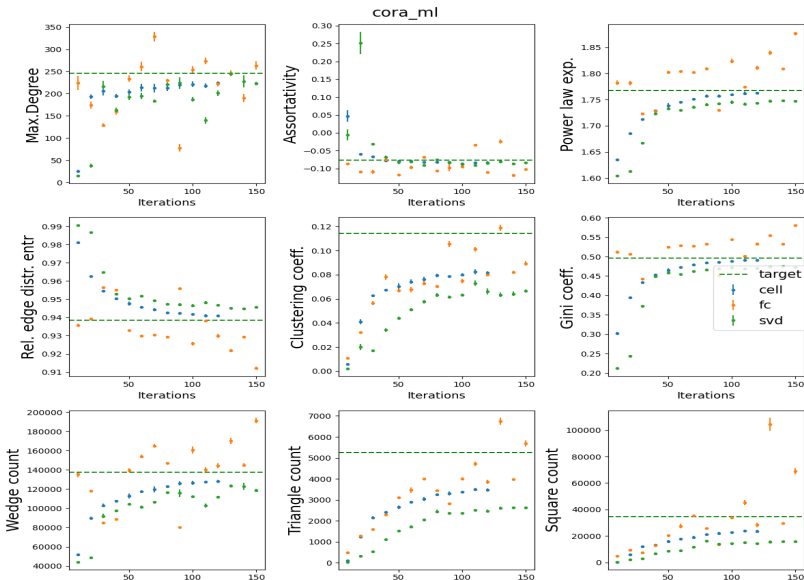 cora_ml
350
300
250
200
150
100
50
0
Max.Degree
50 100 150
Iterations
0.30
0.25
0.20
0.15
0.10
0.05
0.00
−0.05
−0.10
Assortativity
50 100 150
Iterations
1.85
1.80
1.75
1.70
1.65
1.60
Power law exp.
50 100 150
Iterations
0.99
0.98
0.97
0.96
0.95
0.94
0.93
0.92
0.91
Rel. edge distr. entr
50 100 150
Iterations
0.12
0.10
0.08
0.06
0.04
0.02
0.00
Clustering coeff.
50 100 150
Iterations
0.60
0.55
0.50
0.45
0.40
0.35
0.30
0.25
0.20
Gini coeff.
target
cell
fc
svd
50 100 150
Iterations
200000
180000
160000
140000
120000
100000
80000
60000
40000
Wedge count
50 100 150
7000
6000
5000
4000
3000
2000
1000
0
Triangle count
50 100 150
100000
80000
60000
40000
20000
0
Square count
50 100 150